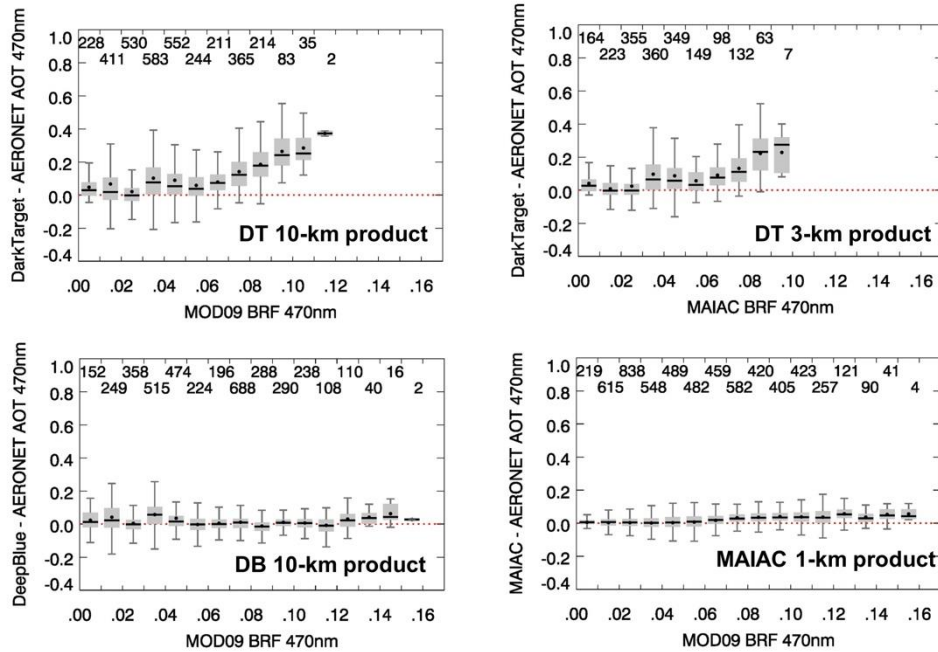 1.0
228 530 552 211 214 35
411 583 244 365 83 2
0.8
0.6
0.4
0.2
0.0
-0.2
-0.4
DarkTarget - AERONET AOT 470nm
DT 10-km product
.00 .02 .04 .06 .08 .10 .12 .14 .16
MOD09 BRF 470nm
1.0
164 355 349 98 63
223 360 149 132 7
0.8
0.6
0.4
0.2
0.0
-0.2
-0.4
DarkTarget - AERONET AOT 470nm
DT 3-km product
.00 .02 .04 .06 .08 .10 .12 .14 .16
MAIAC BRF 470nm
1.0
152 358 474 196 288 238 110 16
249 515 224 688 290 108 40 2
0.8
0.6
0.4
0.2
0.0
-0.2
-0.4
DeepBlue - AERONET AOT 470nm
DB 10-km product
.00 .02 .04 .06 .08 .10 .12 .14 .16
MOD09 BRF 470nm
1.0
219 838 489 459 420 423 121 41
615 548 482 582 405 257 90 4
0.8
0.6
0.4
0.2
0.0
-0.2
-0.4
MAIAC - AERONET AOT 470nm
MAIAC 1-km product
.00 .02 .04 .06 .08 .10 .12 .14 .16
MOD09 BRF 470nm